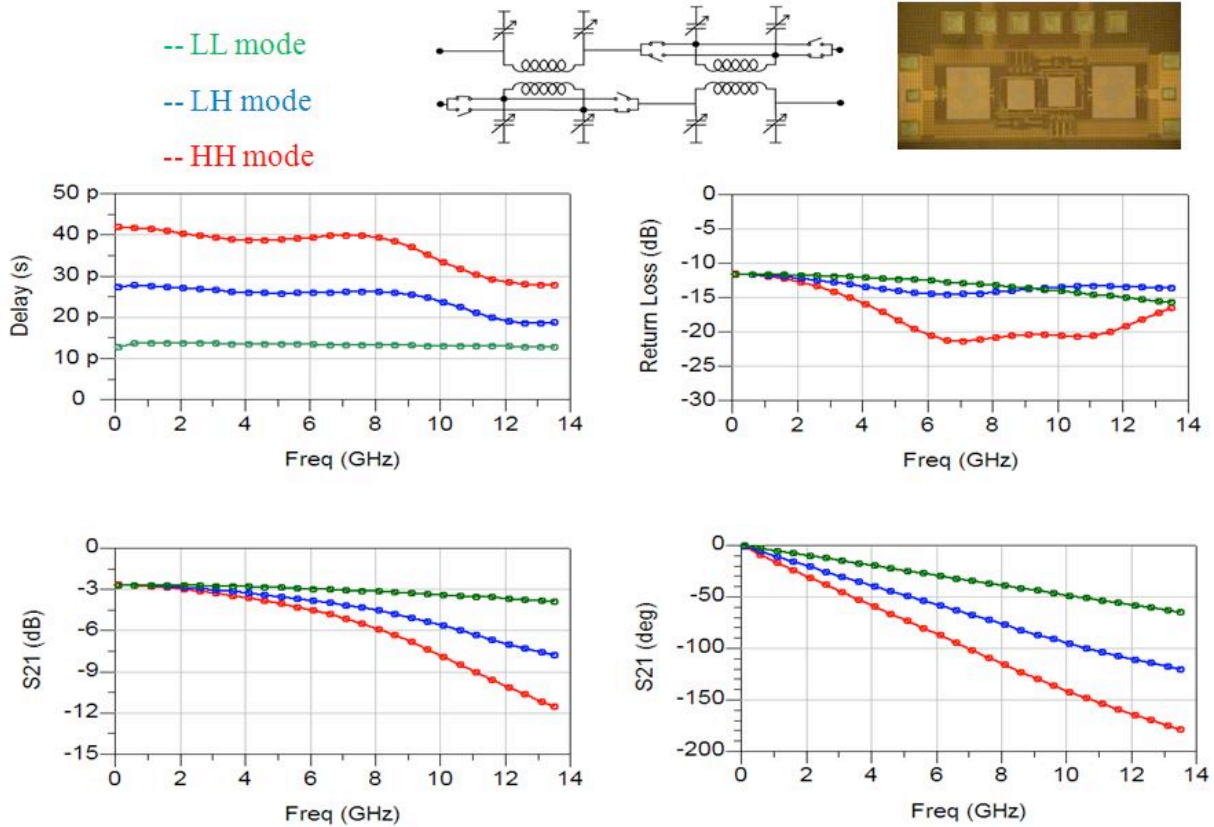 -- LL mode
-- LH mode
-- HH mode
50 p
40 p
30 p
20 p
10 p
0
Delay (s)
0 2 4 6 8 10 12 14
Freq (GHz)
0
-5
-10
-15
-20
-25
-30
Return Loss (dB)
0 2 4 6 8 10 12 14
Freq (GHz)
0
-3
-6
-9
-12
-15
S21 (dB)
0 2 4 6 8 10 12 14
Freq (GHz)
0
-50
-100
-150
-200
S21 (deg)
0 2 4 6 8 10 12 14
Freq (GHz)